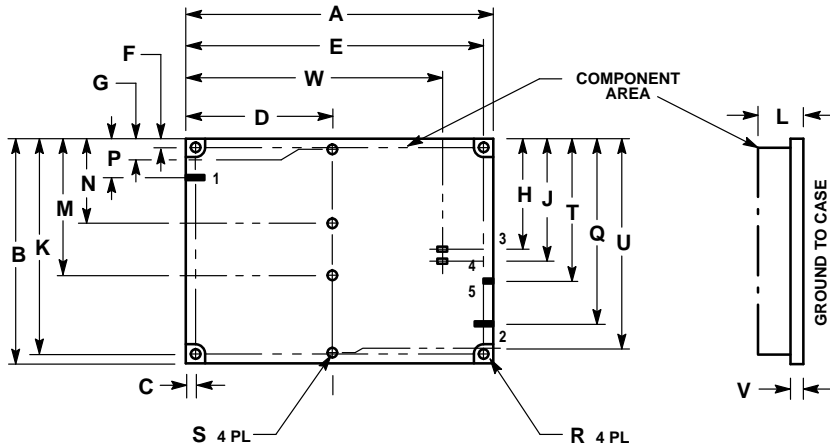 A
E
F
W
G
COMPONENT
AREA
L
D
P
N
M
K
B
1
H
J
T
Q
U
3
4
5
2
GROUND TO CASE
C
V
S 4 PL
R 4 PL